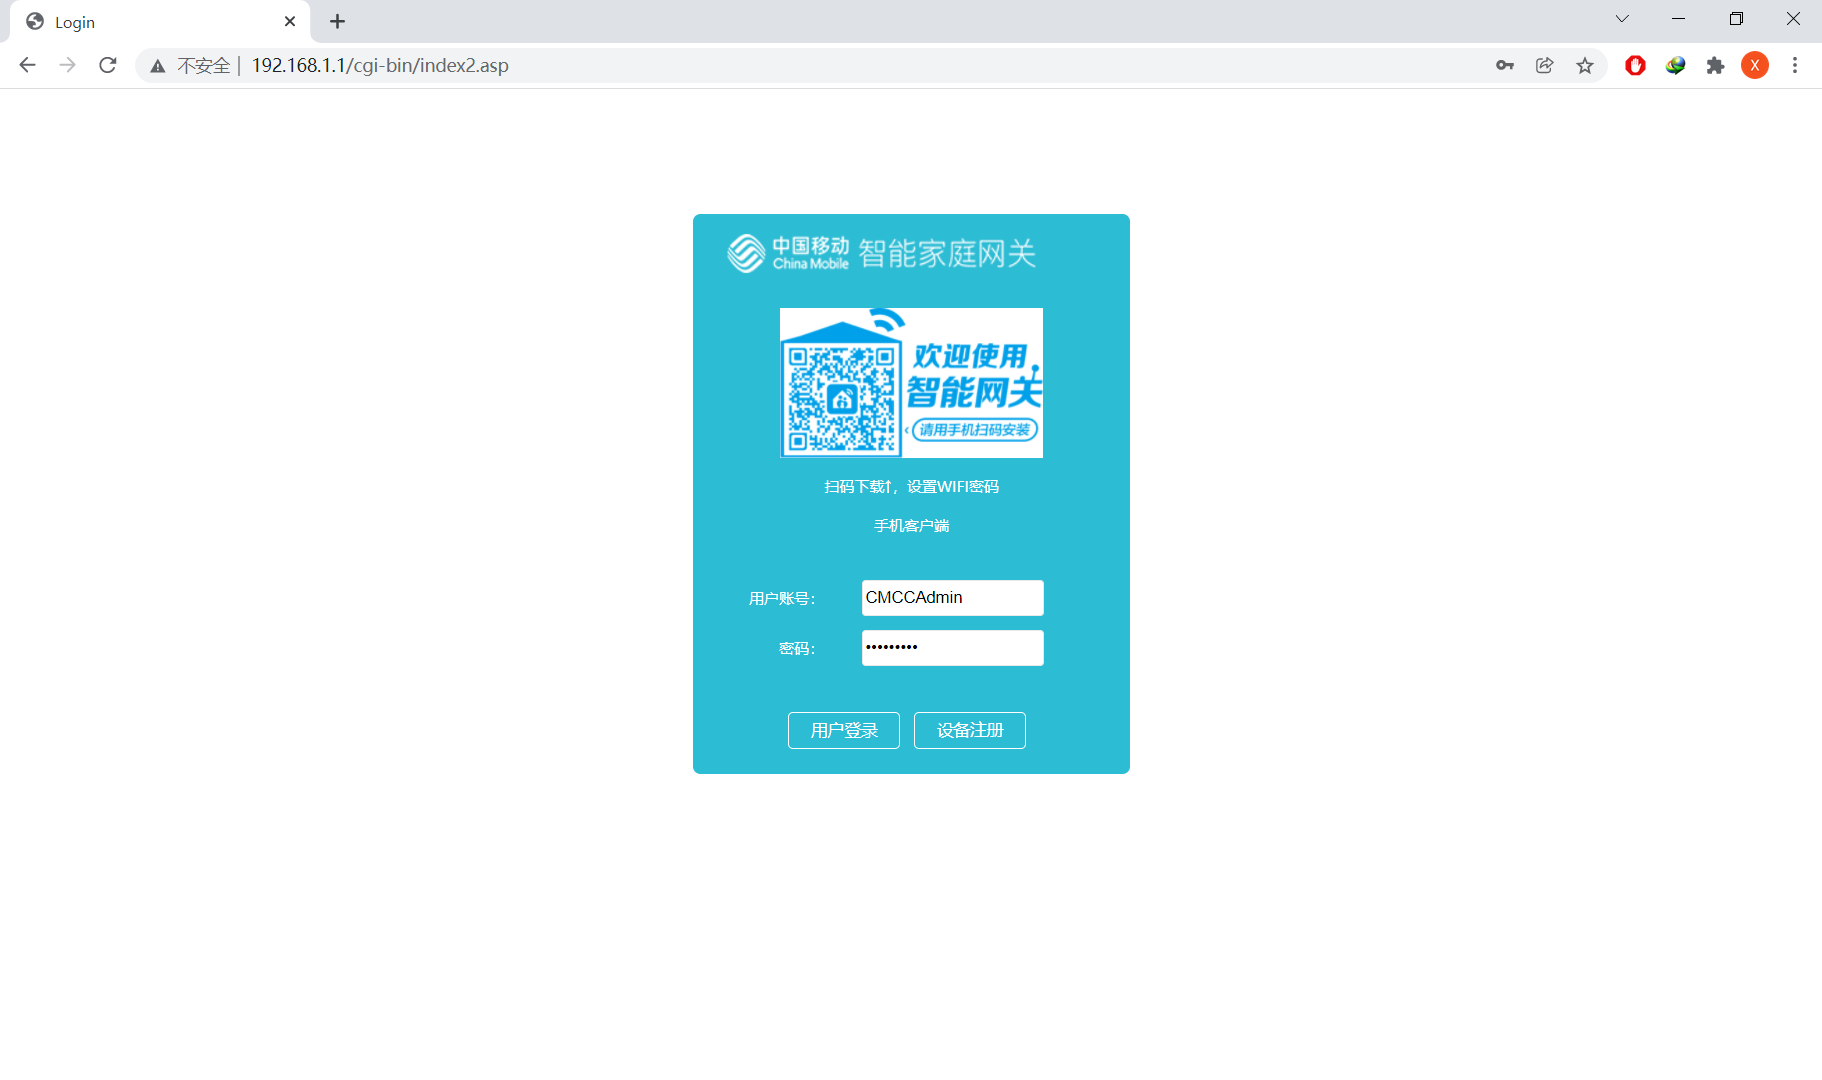 Login
不安全 | 192.168.1.1/cgi-bin/index2.asp
X
中国移动
China Mobile
智能家庭网关
欢迎使用
智能网关
请用手机扫码安装
扫码下载↑，设置WIFI密码
手机客户端
用户账号： CMCCAdmin
密码： •••••••••
用户登录 设备注册